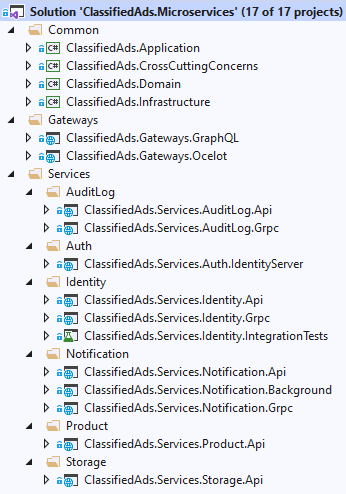 Solution 'ClassifiedAds.Microservices' (17 of 17 projects)
Common
C# ClassifiedAds.Application
C# ClassifiedAds.CrossCuttingConcerns
C# ClassifiedAds.Domain
C# ClassifiedAds.Infrastructure
Gateways
ClassifiedAds.Gateways.GraphQL
ClassifiedAds.Gateways.Ocelot
Services
AuditLog
ClassifiedAds.Services.AuditLog.Api
ClassifiedAds.Services.AuditLog.Grpc
Auth
ClassifiedAds.Services.Auth.IdentityServer
Identity
ClassifiedAds.Services.Identity.Api
ClassifiedAds.Services.Identity.Grpc
ClassifiedAds.Services.Identity.IntegrationTests
Notification
ClassifiedAds.Services.Notification.Api
ClassifiedAds.Services.Notification.Background
ClassifiedAds.Services.Notification.Grpc
Product
ClassifiedAds.Services.Product.Api
Storage
ClassifiedAds.Services.Storage.Api